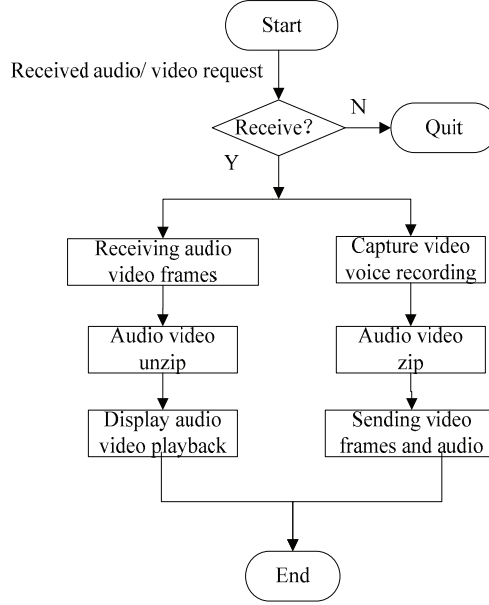 Start
Received audio/ video request
Receive?
N
Quit
Y
Receiving audio
video frames
Capture video
voice recording
Audio video
unzip
Audio video
zip
Display audio
video playback
Sending video
frames and audio
End